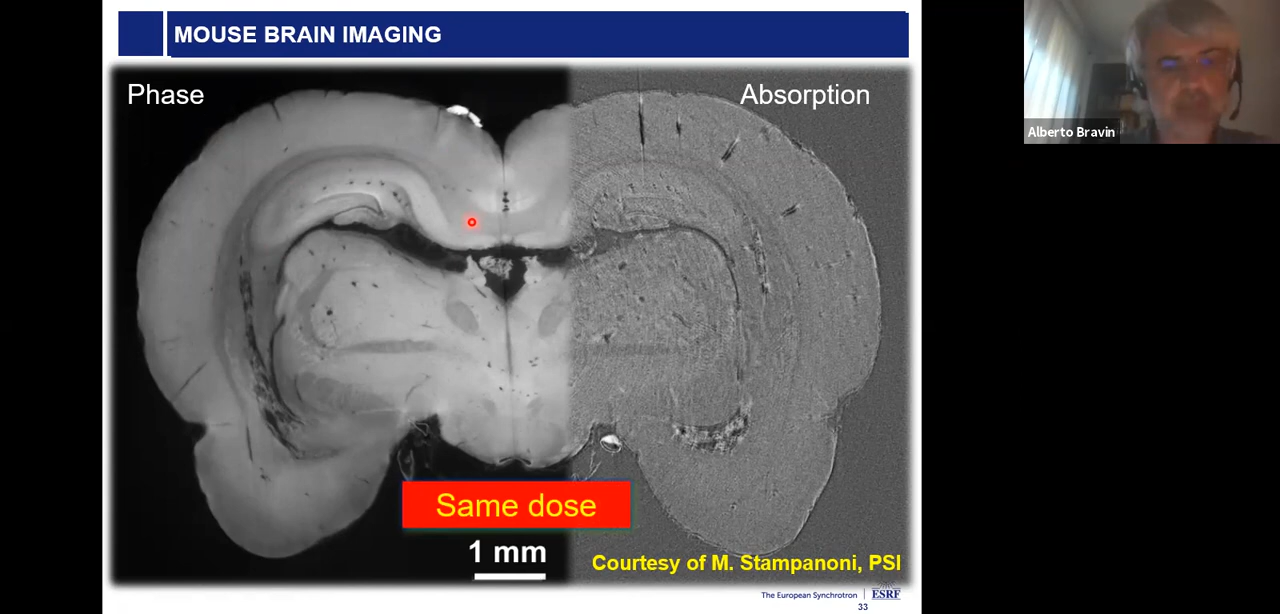 MOUSE BRAIN IMAGING
Phase
Absorption
Alberto Bravin
Same dose
1 mm
Courtesy of M. Stampanoni, PSI
The European Synchrotron
ESRF
33